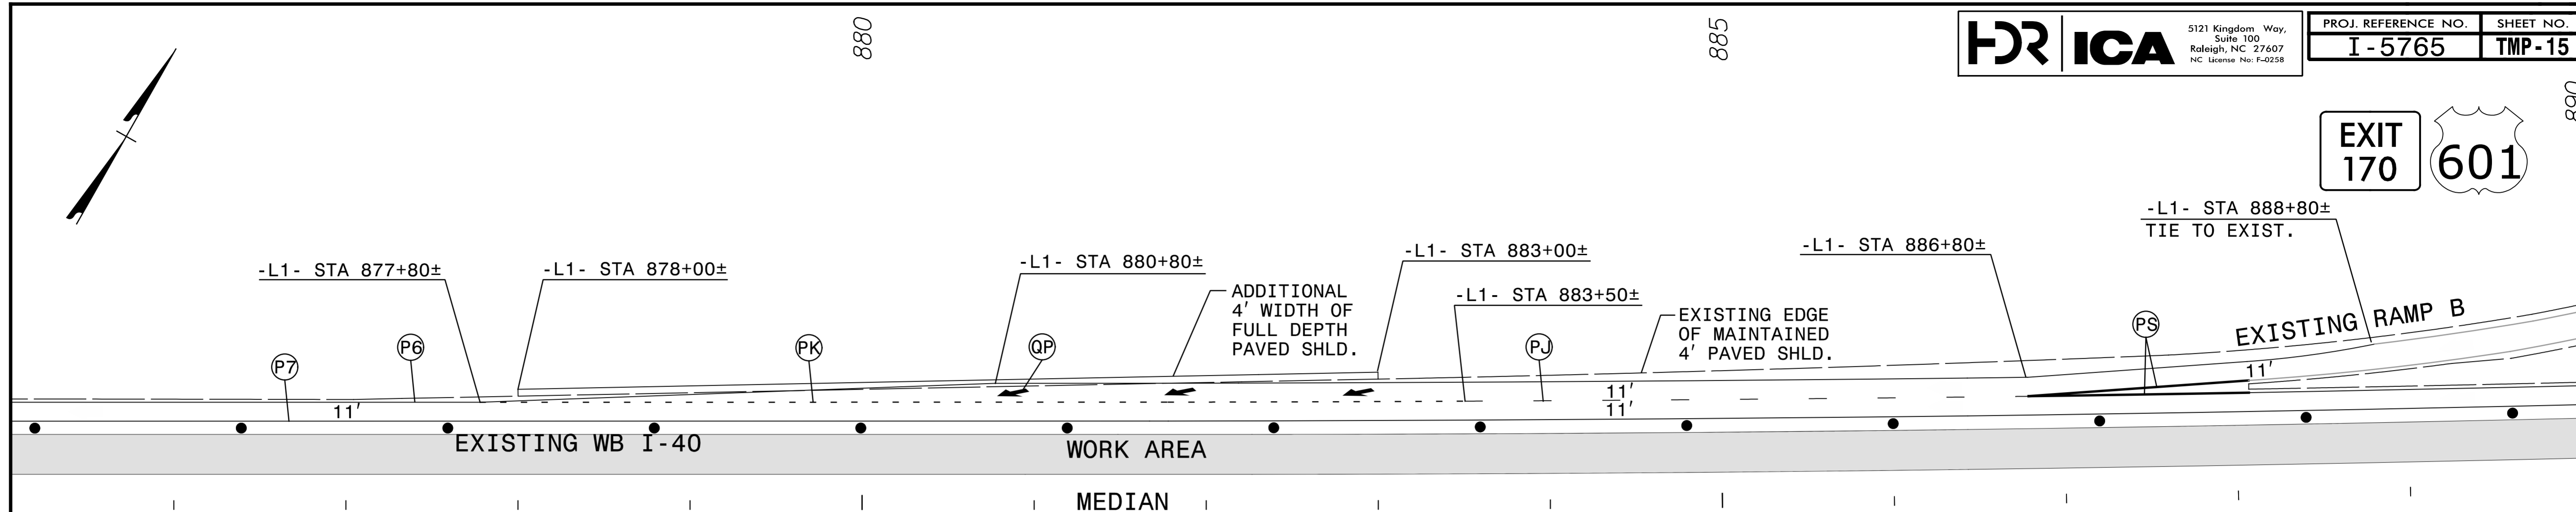 880
885
HDR
ICA
5121 Kingdom Way,
Suite 100
Raleigh, NC 27607
NC License No: F-0258
PROJ. REFERENCE NO.
SHEET NO.
I-5765
TMP-15
890
EXIT
170
601
-L1- STA 888+80±
TIE TO EXIST.
-L1- STA 877+80±
-L1- STA 878+00±
-L1- STA 880+80±
-L1- STA 883+00±
-L1- STA 886+80±
ADDITIONAL
4' WIDTH OF
FULL DEPTH
PAVED SHLD.
-L1- STA 883+50±
EXISTING EDGE
OF MAINTAINED
4' PAVED SHLD.
EXISTING RAMP B
P7
P6
PK
QP
PJ
PS
11'
11'
11'
11'
EXISTING WB I-40
WORK AREA
MEDIAN